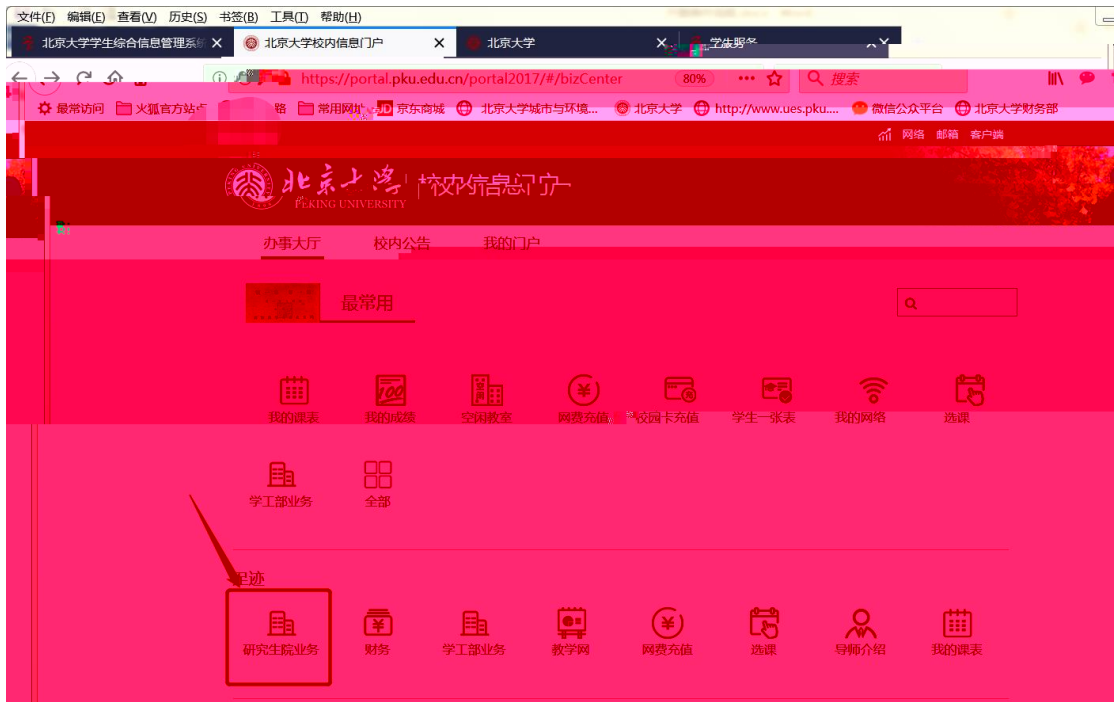 文件(F) 编辑(E) 查看(V) 历史(S) 书签(B) 工具(T) 帮助(H)
北京大学学生综合信息管理系统 北京大学校内信息门户 北京大学 学生服务
https://portal.pku.edu.cn/portal2017/#/bizCenter 80% 搜索
最常访问 火狐官方站点 常用网址 JD 京东商城 北京大学城市与环境... 北京大学 http://www.ues.pku.... 微信公众平台 北京大学财务部
网络 邮箱 客户端
北京大学 校内信息门户
PEKING UNIVERSITY
办事大厅 校内公告 我的门户
最常用
100
我的课表 我的成绩 空闲教室 网费充值 校园卡充值 学生一张表 我的网络 选课
学工部业务 全部
足迹
研究生院业务 财务 学工部业务 教学网 网费充值 选课 导师介绍 我的课表